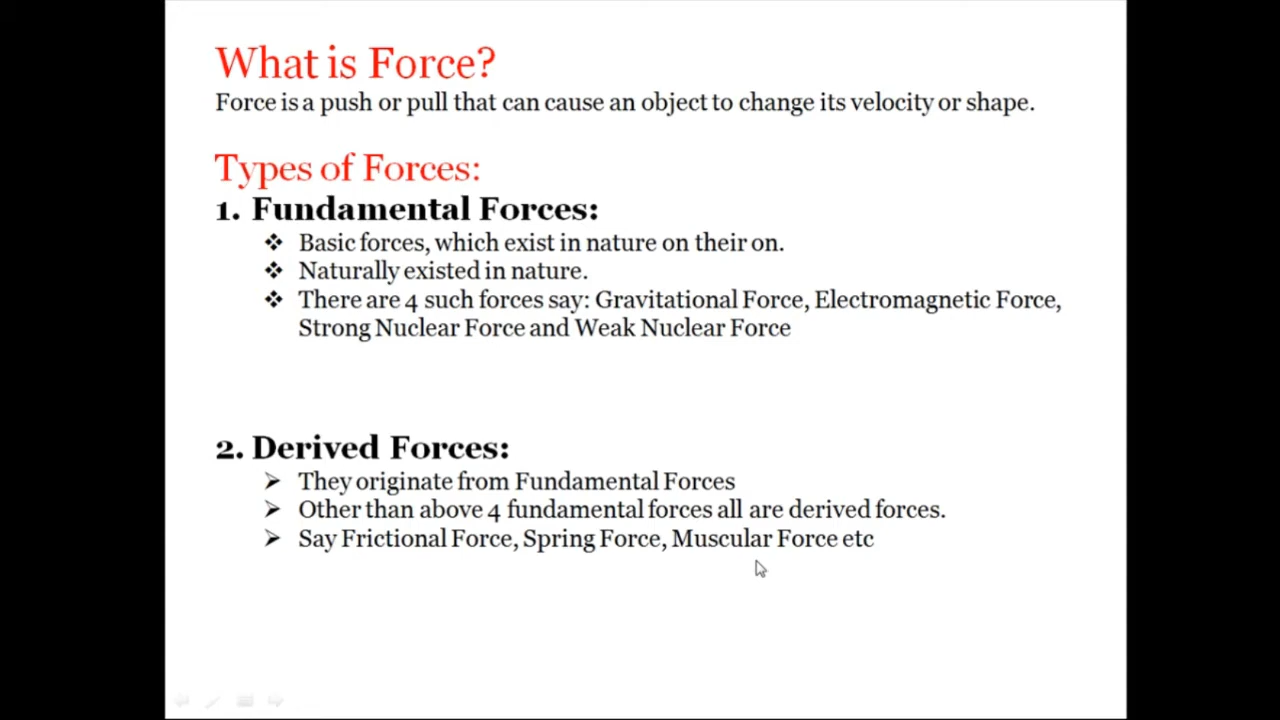 What is Force?
Force is a push or pull that can cause an object to change its velocity or shape.
Types of Forces:
1. Fundamental Forces:
❖ Basic forces, which exist in nature on their on.
❖ Naturally existed in nature.
❖ There are 4 such forces say: Gravitational Force, Electromagnetic Force,
Strong Nuclear Force and Weak Nuclear Force
2. Derived Forces:
➢ They originate from Fundamental Forces
➢ Other than above 4 fundamental forces all are derived forces.
➢ Say Frictional Force, Spring Force, Muscular Force etc